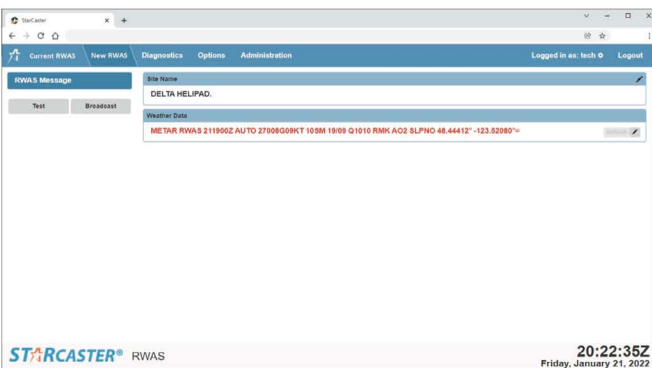 StarCaster
Current RWAS New RWAS Diagnostics Options Administration Logged in as: tech Logout
RWAS Message
Test Broadcast
Site Name
DELTA HELIPAD.
Weather Data
METAR RWAS 211900Z AUTO 27008G09KT 10SM 19/09 Q1010 RMK AO2 SLPNO 48.44412° -123.52080°=
STARCASTER® RWAS
20:22:35Z
Friday, January 21, 2022